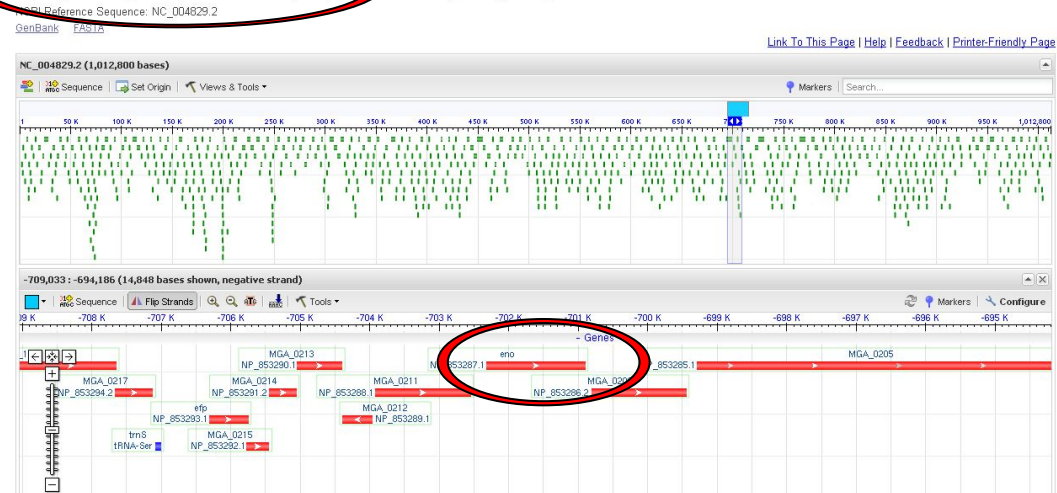 NCBI Reference Sequence: NC_004829.2
GenBank FASTA
Link To This Page | Help | Feedback | Printer-Friendly Page
NC_004829.2 (1,012,800 bases)
Sequence Set Origin Views & Tools Markers Search...
1 50 K 100 K 150 K 200 K 250 K 300 K 350 K 400 K 450 K 500 K 550 K 600 K 650 K 750 K 800 K 850 K 900 K 950 K 1,012,800
-709,033 : -694,186 (14,848 bases shown, negative strand)
Sequence Flip Strands Tools Markers Configure
-708 K -707 K -706 K -705 K -704 K -703 K -702 K -701 K -700 K -699 K -698 K -697 K -696 K -695 K
- Genes
MGA_0213 eno MGA_0205
NP_853290.1 NP_853287.1 NP_853285.1
MGA_0217 MGA_0214 MGA_0211
NP_853294.2 NP_853291.2 NP_853288.1 NP_853286.2
efp MGA_0212
NP_853293.1 NP_853289.1
trnS MGA_0215
tRNA-Ser NP_853292.1